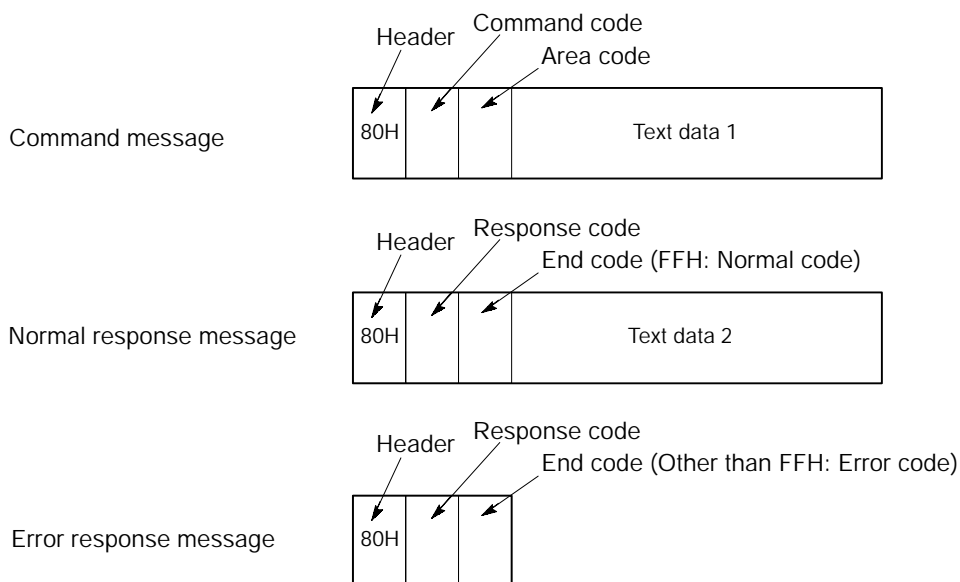 Command code
Header
Area code
Command message
80H
Text data 1
Response code
Header
End code (FFH: Normal code)
Normal response message
80H
Text data 2
Response code
Header
End code (Other than FFH: Error code)
Error response message
80H